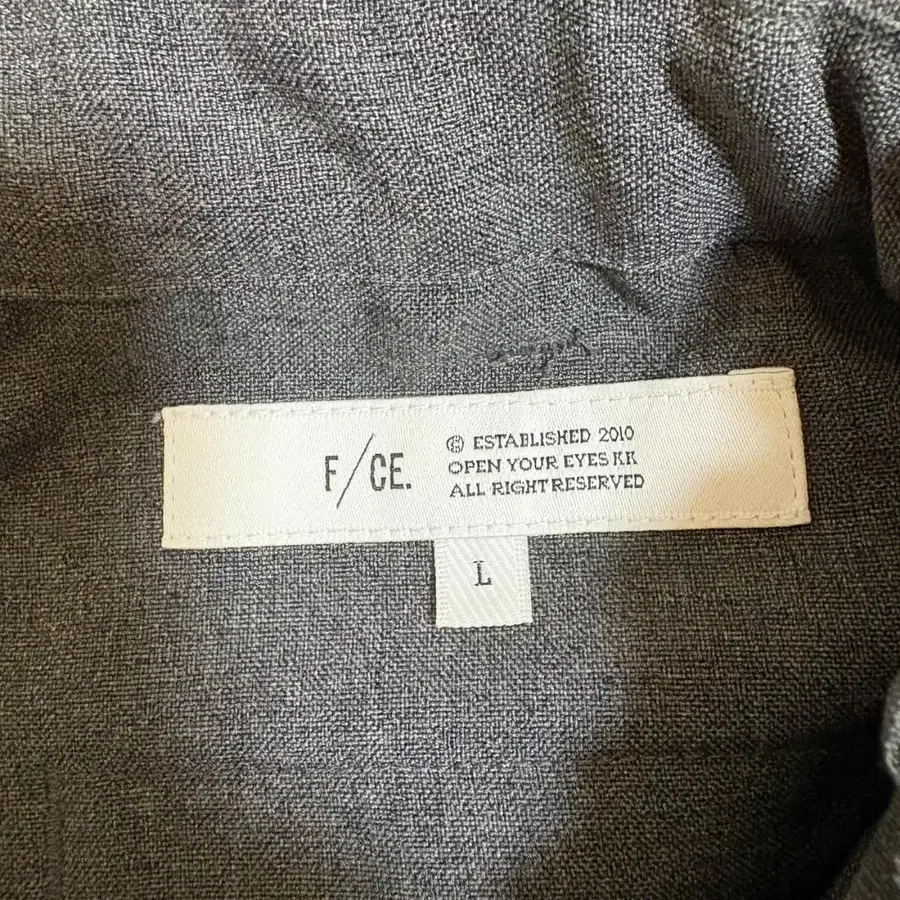 F/CE.
© ESTABLISHED 2010
OPEN YOUR EYES KK
ALL RIGHT RESERVED
L